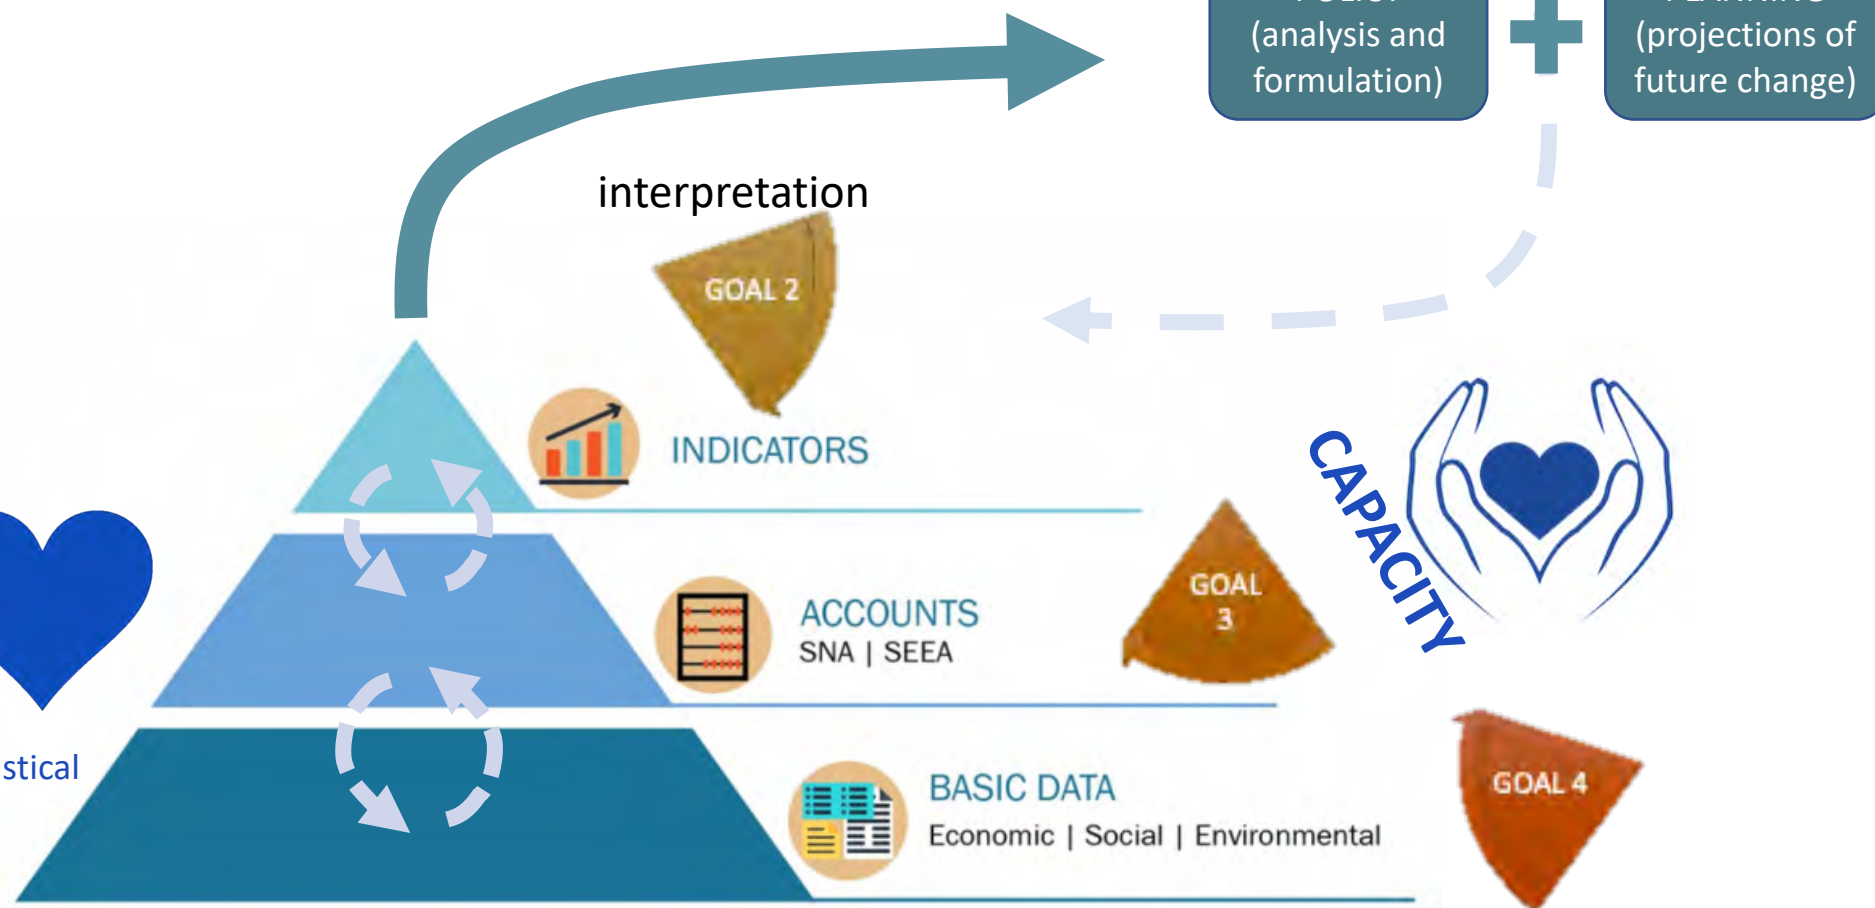 (analysis and
formulation)
(projections of
future change)
interpretation
GOAL 2
INDICATORS
CAPACITY
GOAL
3
ACCOUNTS
SNA | SEEA
stical
GOAL 4
BASIC DATA
Economic | Social | Environmental